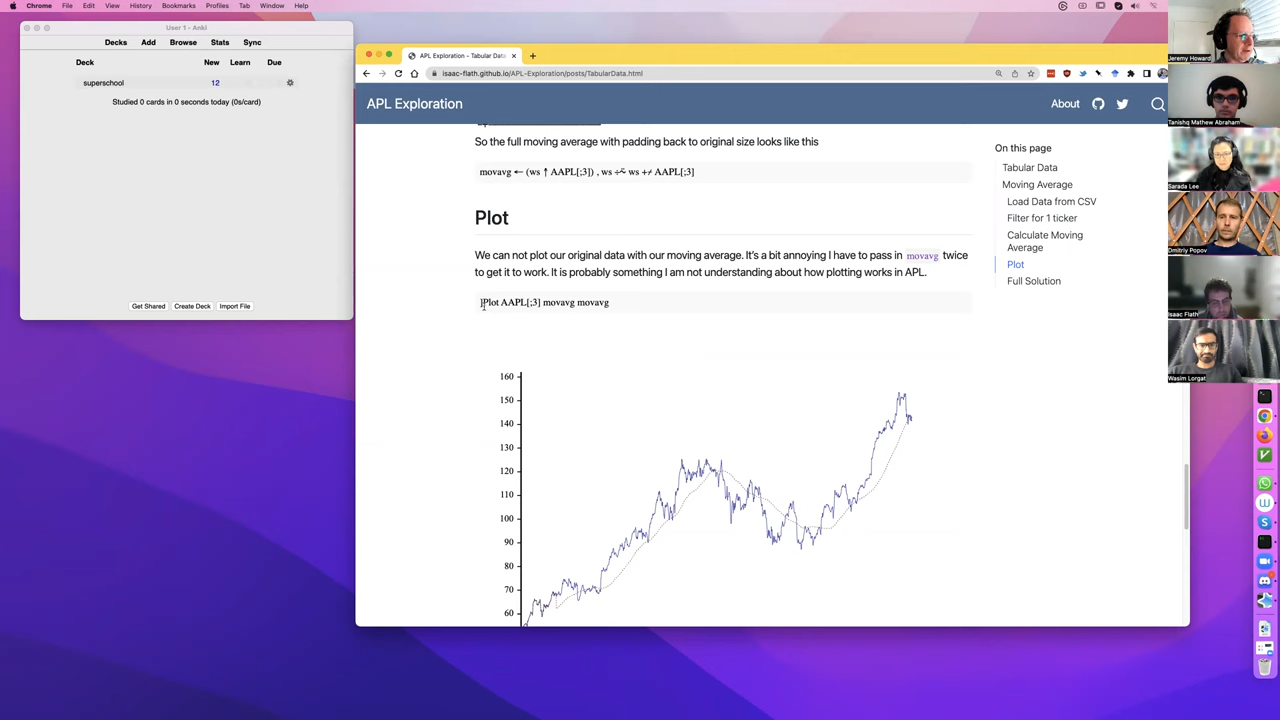 Chrome File Edit View History Bookmarks Profiles Tab Window Help
User 1 - Anki
Decks Add Browse Stats Sync
Deck New Learn Due
superschool 12
Studied 0 cards in 0 seconds today (0s/card)
Get Shared Create Deck Import File
APL Exploration - Tabular Data
isaac-flath.github.io/APL-Exploration/posts/TabularData.html
APL Exploration
About
So the full moving average with padding back to original size looks like this
movavg ← (ws ↑ AAPL[;3]) , ws ÷⍨ ws +⌿ AAPL[;3]
Plot
We can not plot our original data with our moving average. It's a bit annoying I have to pass in movavg twice
to get it to work. It is probably something I am not understanding about how plotting works in APL.
]Plot AAPL[;3] movavg movavg
160
150
140
130
120
110
100
90
80
70
60
On this page
Tabular Data
Moving Average
Load Data from CSV
Filter for 1 ticker
Calculate Moving
Average
Plot
Full Solution
Jeremy Howard
Tanishq Mathew Abraham
Sarada Lee
Dmitriy Popov
Isaac Flath
Wasim Lorgat